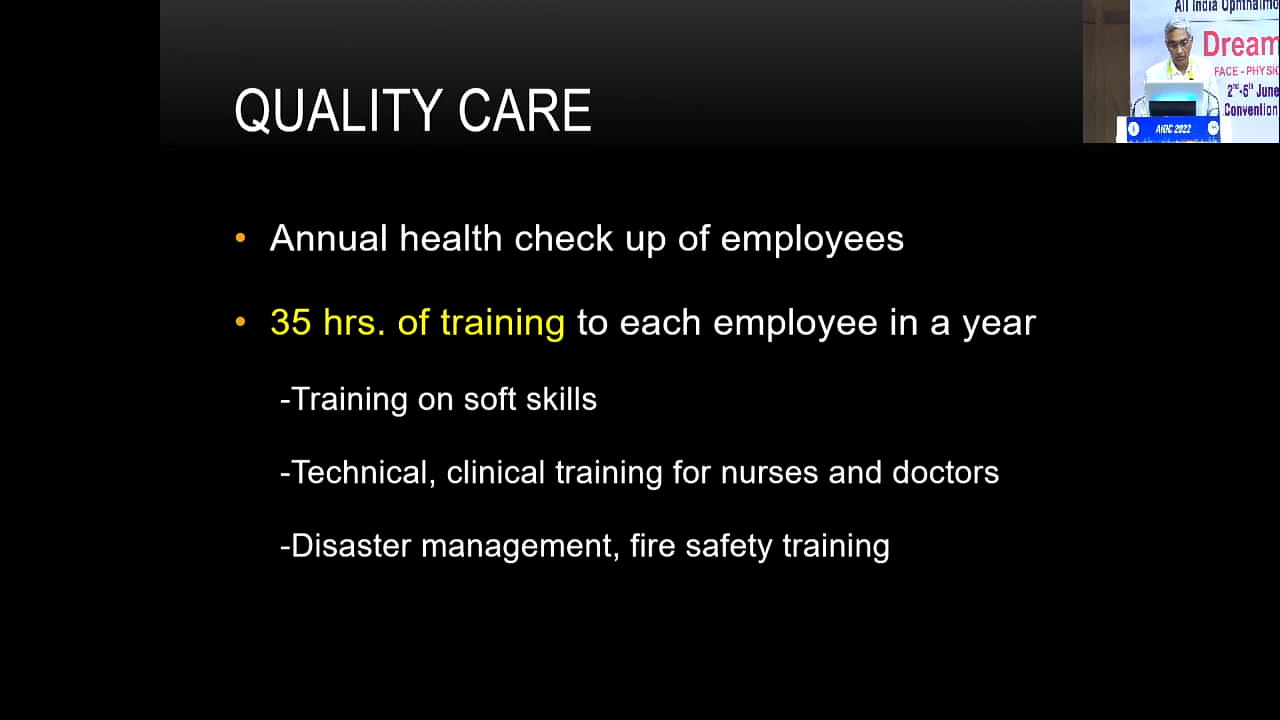 All India Ophthalmo
Dream
FACE - PHYSI
2nd-5th June
Convention
AIOC 2022
QUALITY CARE
• Annual health check up of employees
• 35 hrs. of training to each employee in a year
-Training on soft skills
-Technical, clinical training for nurses and doctors
-Disaster management, fire safety training